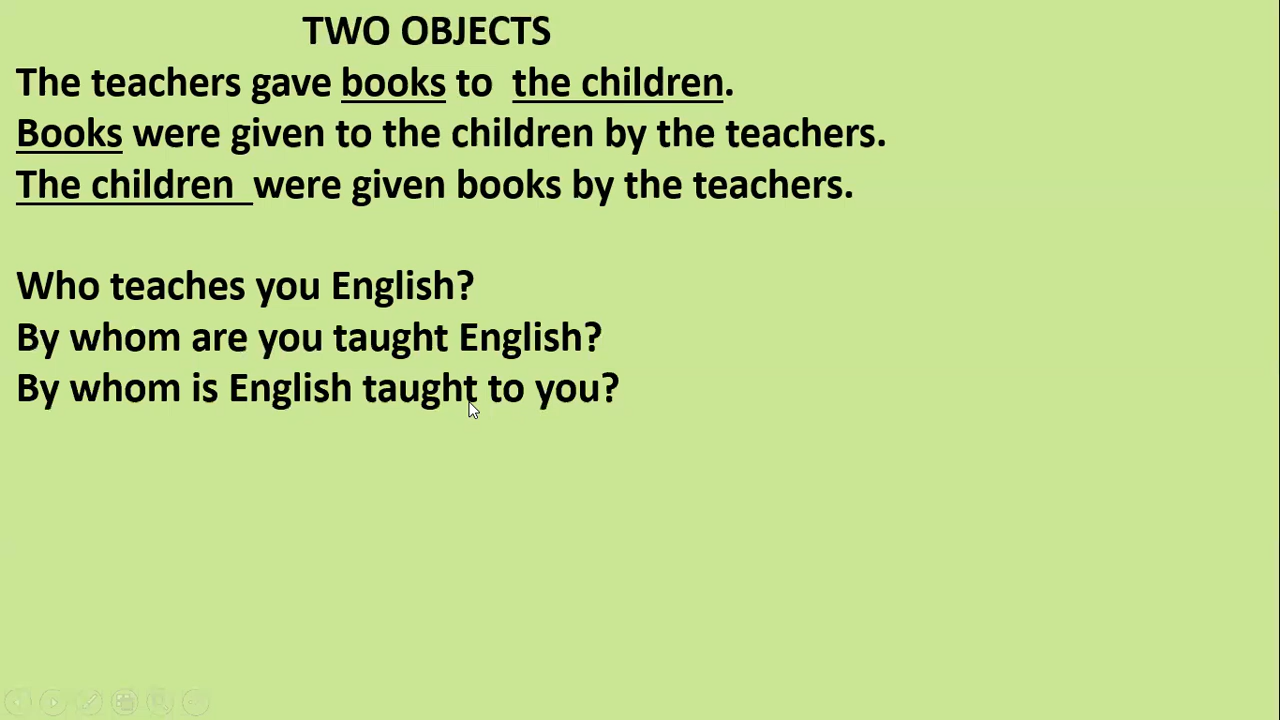 TWO OBJECTS
The teachers gave books to the children.
Books were given to the children by the teachers.
The children were given books by the teachers.
Who teaches you English?
By whom are you taught English?
By whom is English taught to you?